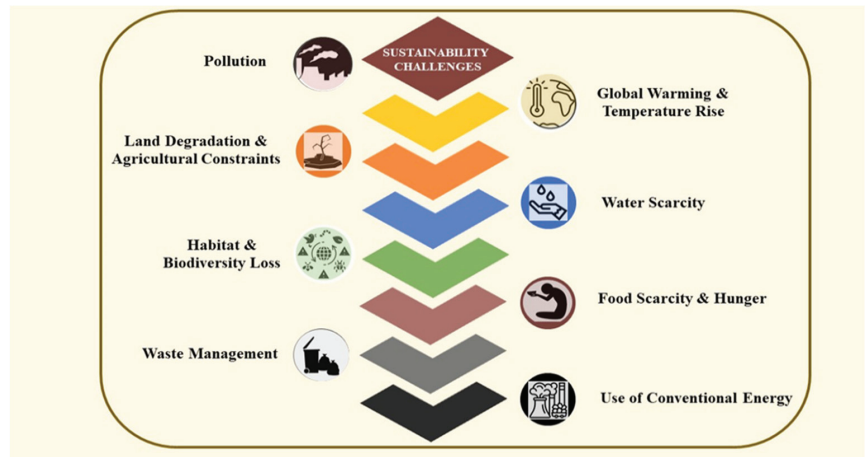 SUSTAINABILITY
CHALLENGES
Pollution
Global Warming &
Temperature Rise
Land Degradation &
Agricultural Constraints
Water Scarcity
Habitat &
Biodiversity Loss
Food Scarcity & Hunger
Waste Management
Use of Conventional Energy